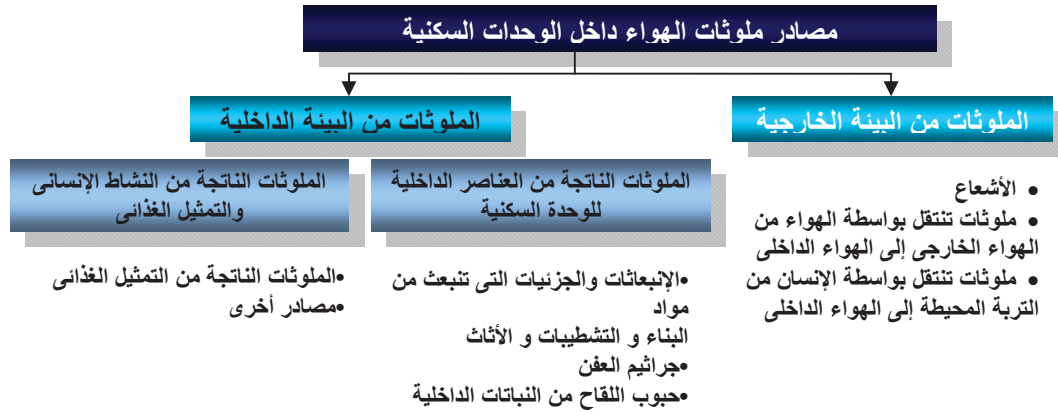 مصادر ملوثات الهواء داخل الوحدات السكنية
الملوثات من البيئة الخارجية
• الأشعاع
• ملوثات تنتقل بواسطة الهواء من
الهواء الخارجى إلى الهواء الداخلى
• ملوثات تنتقل بواسطة الإنسان من
التربة المحيطة إلى الهواء الداخلى
الملوثات من البيئة الداخلية
الملوثات الناتجة من العناصر الداخلية
للوحدة السكنية
•الإنبعاثات والجزئيات التى تنبعث من
مواد
البناء و التشطيبات و الأثاث
•جراثيم العفن
•حبوب اللقاح من النباتات الداخلية
الملوثات الناتجة من النشاط الإنسانى
والتمثيل الغذائى
•الملوثات الناتجة من التمثيل الغذائى
•مصادر أخرى